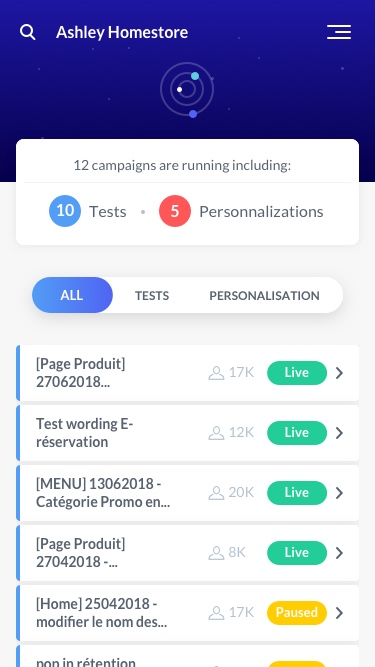 Ashley Homestore
12 campaigns are running including:
10 Tests • 5 Personnalizations
ALL TESTS PERSONALISATION
[Page Produit]
27062018...
17K Live
Test wording E-
réservation
12K Live
[MENU] 13062018 -
Catégorie Promo en...
20K Live
[Page Produit]
27042018 -...
8K Live
[Home] 25042018 -
modifier le nom des...
17K Paused
pop in rétention